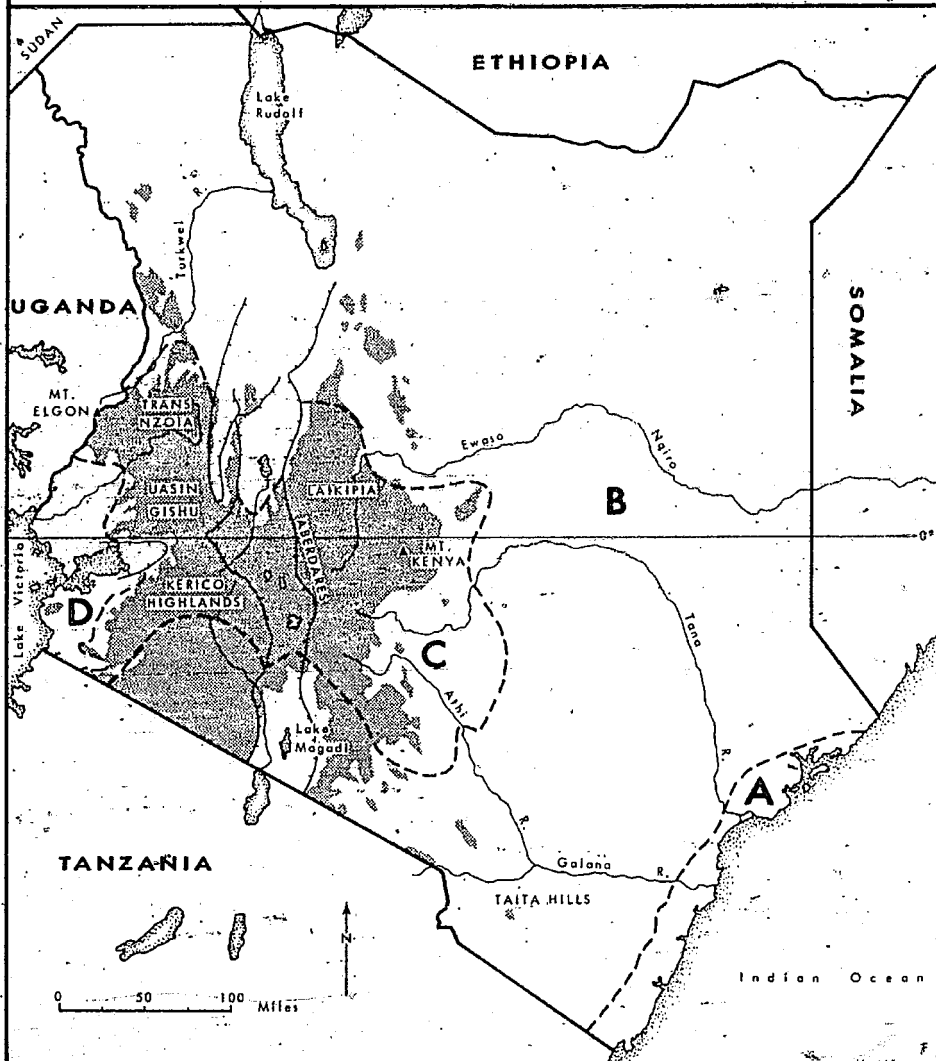 SUDAN
ETHIOPIA
Lake
Rudolf
Turkwel R.
UGANDA
SOMALIA
MT.
ELGON
TRANS
NZOIA
Ewaso Ngiro
UASIN
GISHU
LAIKIPIA
B
ABERDARES
MT.
KENYA
0°
Lake Victoria
KERICO
HIGHLANDS
D
C
Tana R.
Athi R.
Lake
Magadi
A
TANZANIA
Galana R.
TAITA HILLS
N
Indian Ocean
0 50 100 Miles